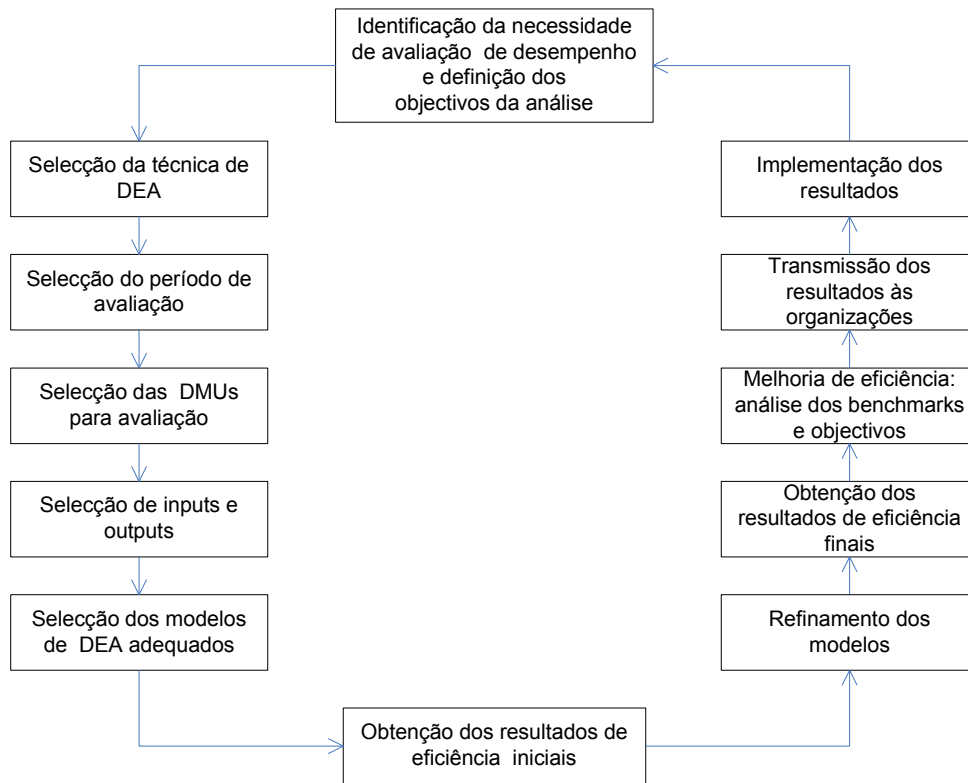 Identificação da necessidade
de avaliação de desempenho
e definição dos
objectivos da análise
Selecção da técnica de
DEA
Selecção do período de
avaliação
Selecção das DMUs
para avaliação
Selecção de inputs e
outputs
Selecção dos modelos
de DEA adequados
Obtenção dos resultados de
eficiência iniciais
Refinamento dos
modelos
Obtenção dos
resultados de eficiência
finais
Melhoria de eficiência:
análise dos benchmarks
e objectivos
Transmissão dos
resultados às
organizações
Implementação dos
resultados